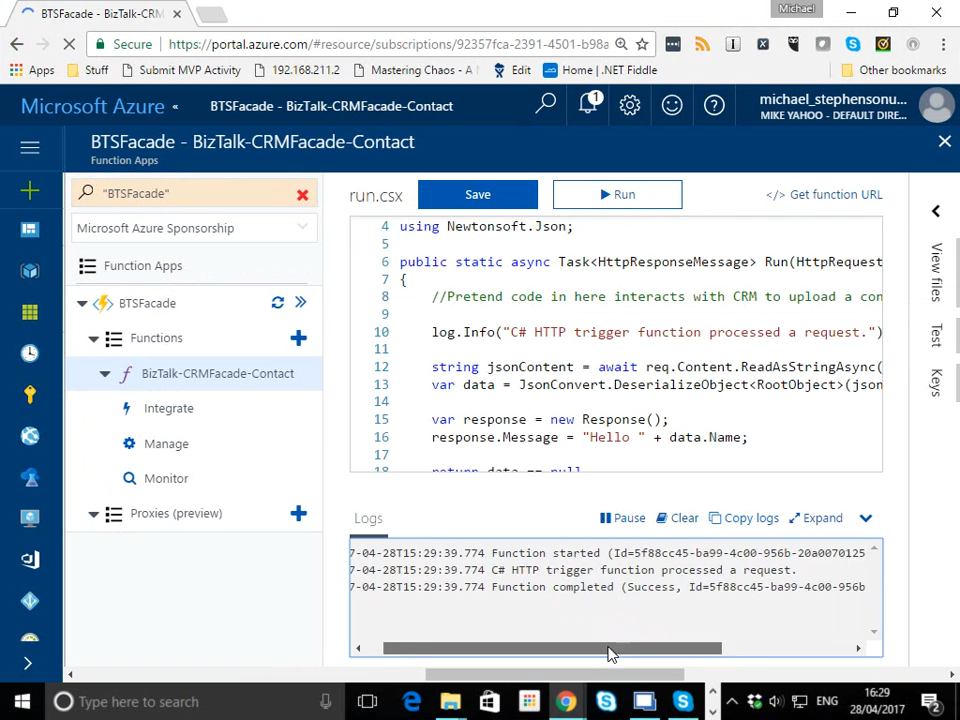 BTSFacade - BizTalk-CRM
Michael
Secure
https://portal.azure.com/#resource/subscriptions/92357fca-2391-4501-b98a
Apps
Stuff
Submit MVP Activity
192.168.211.2
Mastering Chaos - A N
Edit
Home | .NET Fiddle
Other bookmarks
Microsoft Azure
BTSFacade - BizTalk-CRMFacade-Contact
1
michael_stephensonu...
MIKE YAHOO - DEFAULT DIRE...
BTSFacade - BizTalk-CRMFacade-Contact
Function Apps
"BTSFacade"
Microsoft Azure Sponsorship
Function Apps
BTSFacade
Functions
BizTalk-CRMFacade-Contact
Integrate
Manage
Monitor
Proxies (preview)
run.csx
Save
Run
</> Get function URL
View files
Test
Keys
4 using Newtonsoft.Json;
5
6 public static async Task<HttpResponseMessage> Run(HttpRequest
7 {
8 //Pretend code in here interacts with CRM to upload a con
9
10 log.Info("C# HTTP trigger function processed a request.")
11
12 string jsonContent = await req.Content.ReadAsStringAsync(
13 var data = JsonConvert.DeserializeObject<RootObject>(json
14
15 var response = new Response();
16 response.Message = "Hello " + data.Name;
17
18 return data == null
Logs
Pause
Clear
Copy logs
Expand
7-04-28T15:29:39.774 Function started (Id=5f88cc45-ba99-4c00-956b-20a0070125
7-04-28T15:29:39.774 C# HTTP trigger function processed a request.
7-04-28T15:29:39.774 Function completed (Success, Id=5f88cc45-ba99-4c00-956b
Type here to search
ENG
16:29
28/04/2017
2